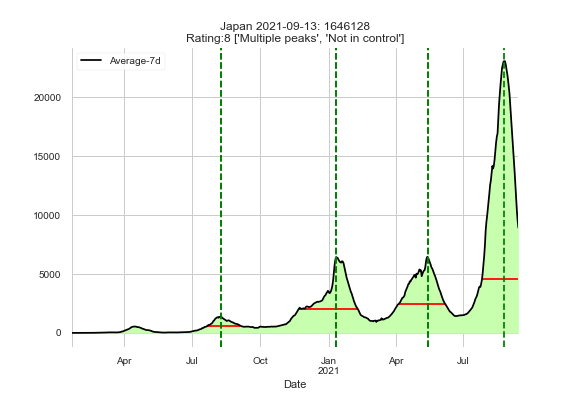 Japan 2021-09-13: 1646128
Rating:8 ['Multiple peaks', 'Not in control']
Average-7d
20000
15000
10000
5000
0
Apr
Jul
Oct
Jan
2021
Apr
Jul
Date